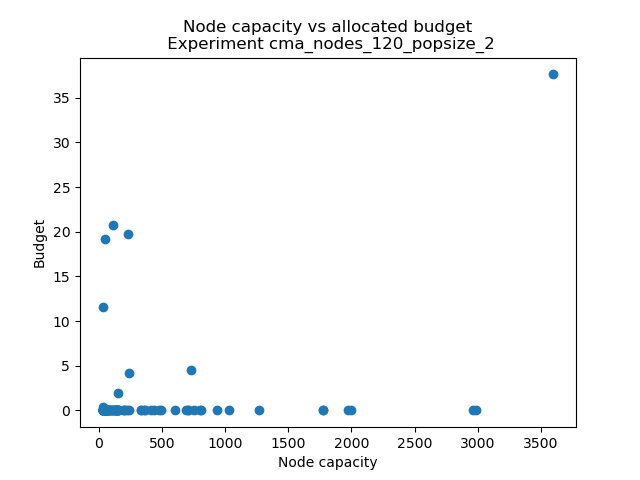 Node capacity vs allocated budget
Experiment cma_nodes_120_popsize_2
Budget
35
30
25
20
15
10
5
0
0 500 1000 1500 2000 2500 3000 3500
Node capacity